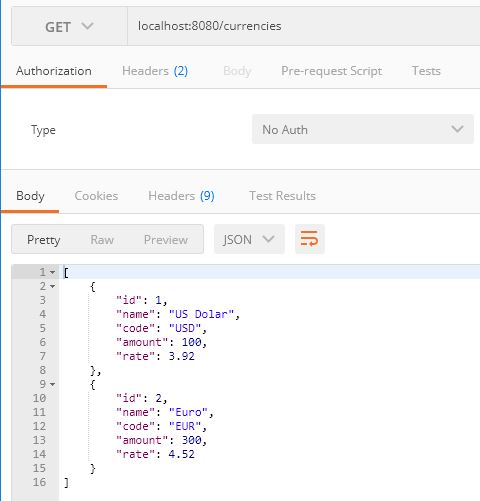 GET localhost:8080/currencies
Authorization Headers (2) Body Pre-request Script Tests
Type No Auth
Body Cookies Headers (9) Test Results
Pretty Raw Preview JSON
1 [
2 {
3 "id": 1,
4 "name": "US Dolar",
5 "code": "USD",
6 "amount": 100,
7 "rate": 3.92
8 },
9 {
10 "id": 2,
11 "name": "Euro",
12 "code": "EUR",
13 "amount": 300,
14 "rate": 4.52
15 }
16 ]